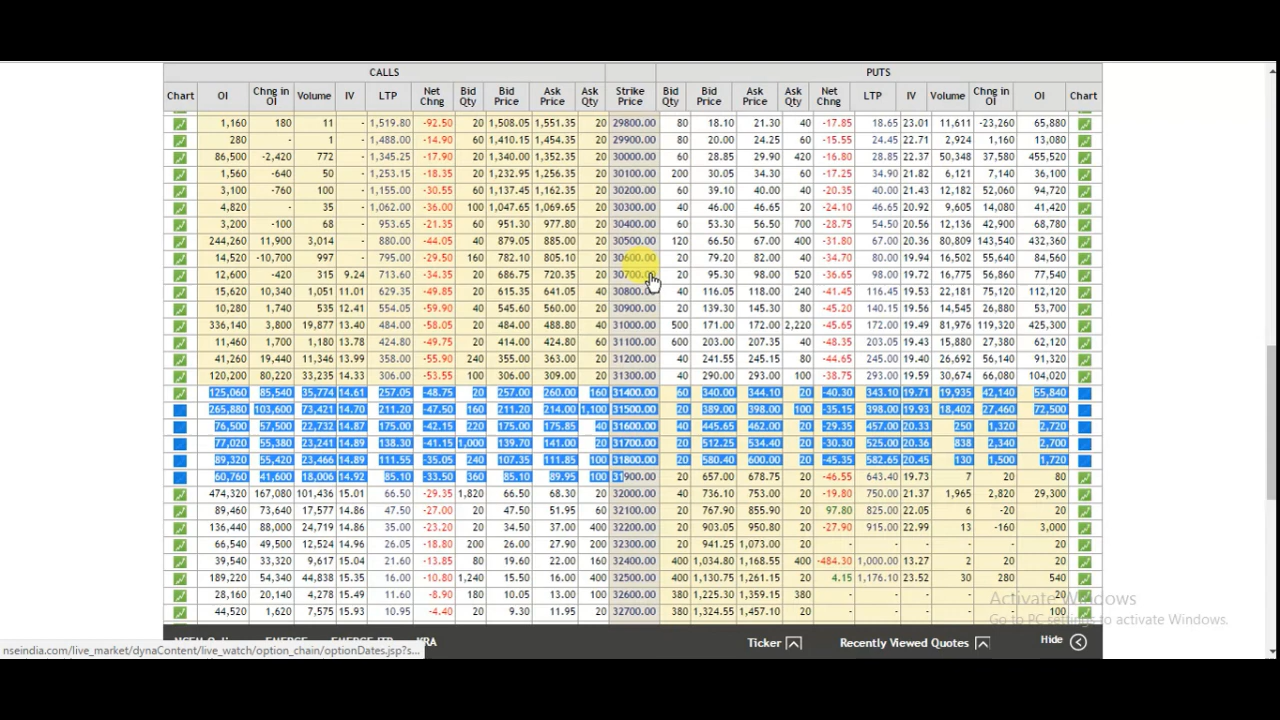 CALLS PUTS
Chart OI Chng in OI Volume IV LTP Net Chng Bid Qty Bid Price Ask Price Ask Qty Strike Price Bid Qty Bid Price Ask Price Ask Qty Net Chng LTP IV Volume Chng in OI OI Chart
1,160 180 11 - 1,519.80 -92.50 20 1,508.05 1,551.35 20 29800.00 80 18.10 21.30 40 -17.85 18.65 23.01 11,611 -23,260 65,880
280 - 1 - 1,488.00 -14.90 60 1,410.15 1,454.35 20 29900.00 80 20.00 24.25 60 -15.55 24.45 22.71 2,924 1,160 13,080
86,500 -2,420 772 - 1,345.25 -17.90 20 1,340.00 1,352.35 20 30000.00 60 28.85 29.90 420 -16.80 28.85 22.37 50,348 37,580 455,520
1,560 -640 50 - 1,253.15 -18.35 20 1,232.95 1,256.35 20 30100.00 200 30.05 34.30 60 -17.25 34.90 21.82 6,121 7,140 36,100
3,100 -760 100 - 1,155.00 -30.55 60 1,137.45 1,162.35 20 30200.00 60 39.10 40.00 40 -20.35 40.00 21.43 12,182 52,060 94,720
4,820 - 35 - 1,062.00 -36.00 100 1,047.65 1,069.65 20 30300.00 40 46.00 46.65 20 -24.10 46.65 20.92 9,605 14,080 41,420
3,200 -100 68 - 953.65 -21.35 60 951.30 977.80 20 30400.00 60 53.30 56.50 700 -28.75 54.50 20.56 12,136 42,900 68,780
244,260 11,900 3,014 - 880.00 -44.05 40 879.05 885.00 20 30500.00 120 66.50 67.00 400 -31.80 67.00 20.36 80,809 143,540 432,360
14,520 -10,700 997 - 795.00 -29.50 160 782.10 805.10 20 30600.00 20 79.20 82.00 40 -34.70 80.00 19.94 16,502 55,640 84,560
12,600 -420 315 9.24 713.60 -34.35 20 686.75 720.35 20 30700.00 20 95.30 98.00 520 -36.65 98.00 19.72 16,775 56,860 77,540
15,620 10,340 1,051 11.01 629.35 -49.85 20 615.35 641.05 40 30800.00 40 116.05 118.00 240 -41.45 116.45 19.53 22,181 75,120 112,120
10,280 1,740 535 12.41 554.05 -59.90 40 545.60 560.00 20 30900.00 20 139.30 145.30 80 -45.20 140.15 19.56 14,545 26,880 53,700
336,140 3,800 19,877 13.40 484.00 -58.05 20 484.00 488.80 40 31000.00 500 171.00 172.00 2,220 -45.65 172.00 19.49 81,976 119,320 425,300
11,460 1,700 1,180 13.78 424.80 -49.75 20 414.00 424.80 60 31100.00 600 203.00 207.35 40 -48.35 203.05 19.43 15,880 27,380 62,120
41,260 19,440 11,346 13.99 358.00 -55.90 240 355.00 363.00 20 31200.00 40 241.55 245.15 80 -44.65 245.00 19.40 26,692 56,140 91,320
120,200 80,220 33,235 14.33 306.00 -53.55 100 306.00 309.00 20 31300.00 40 290.00 293.00 100 -38.75 293.00 19.59 30,674 66,080 104,020
125,060 85,540 35,774 14.61 257.05 -48.75 20 257.00 260.00 160 31400.00 60 340.00 344.10 20 -40.30 343.10 19.71 19,935 42,140 55,840
265,880 103,600 73,421 14.70 211.20 -47.50 160 211.20 214.00 1,100 31500.00 20 389.00 398.00 100 -35.15 398.00 19.93 18,402 27,460 72,500
76,500 57,500 22,732 14.87 175.00 -42.15 220 175.00 175.85 40 31600.00 40 445.65 462.00 20 -29.35 457.00 20.33 250 1,320 2,720
77,020 55,380 23,241 14.89 138.30 -41.15 1,000 139.70 141.00 20 31700.00 20 512.25 534.40 20 -30.30 525.00 20.36 838 2,340 2,700
89,320 55,420 23,466 14.89 111.55 -35.05 240 107.35 111.85 100 31800.00 20 580.40 600.00 20 -45.35 582.65 20.45 130 1,500 1,720
60,760 41,600 18,006 14.92 85.10 -33.50 360 85.10 89.95 100 31900.00 20 657.00 678.75 20 -46.55 643.40 19.73 7 20 80
474,320 167,080 101,436 15.01 66.50 -29.35 1,820 66.50 68.30 20 32000.00 40 736.10 753.00 20 -19.80 750.00 21.37 1,965 2,820 29,300
89,460 73,640 17,577 14.86 47.50 -27.00 20 47.50 51.95 60 32100.00 20 767.90 855.90 20 97.80 825.00 22.05 6 -20 20
136,440 88,000 24,719 14.86 35.00 -23.20 20 34.50 37.00 400 32200.00 20 903.05 950.80 20 -27.90 915.00 22.99 13 -160 3,000
66,540 49,500 12,524 14.96 26.05 -18.80 200 26.00 27.90 200 32300.00 20 941.25 1,073.00 20 - - - - - 20
39,540 33,320 9,617 15.04 21.60 -13.85 80 19.60 22.00 160 32400.00 400 1,034.80 1,168.55 400 -484.30 1,000.00 13.27 2 20 20
189,220 54,340 44,838 15.35 16.00 -10.80 1,240 15.50 16.00 400 32500.00 400 1,130.75 1,261.15 20 4.15 1,176.10 23.52 30 280 540
28,160 20,140 4,278 15.49 11.60 -8.90 180 10.05 13.00 100 32600.00 380 1,225.30 1,359.15 380 - - - - -
44,520 1,620 7,575 15.93 10.95 -4.40 20 9.30 11.95 20 32700.00 380 1,324.55 1,457.10 20 - - - - - 100
Activate Windows
Go to PC settings to activate Windows.
Ticker Recently Viewed Quotes Hide
nseindia.com/live_market/dynaContent/live_watch/option_chain/optionDates.jsp?s...